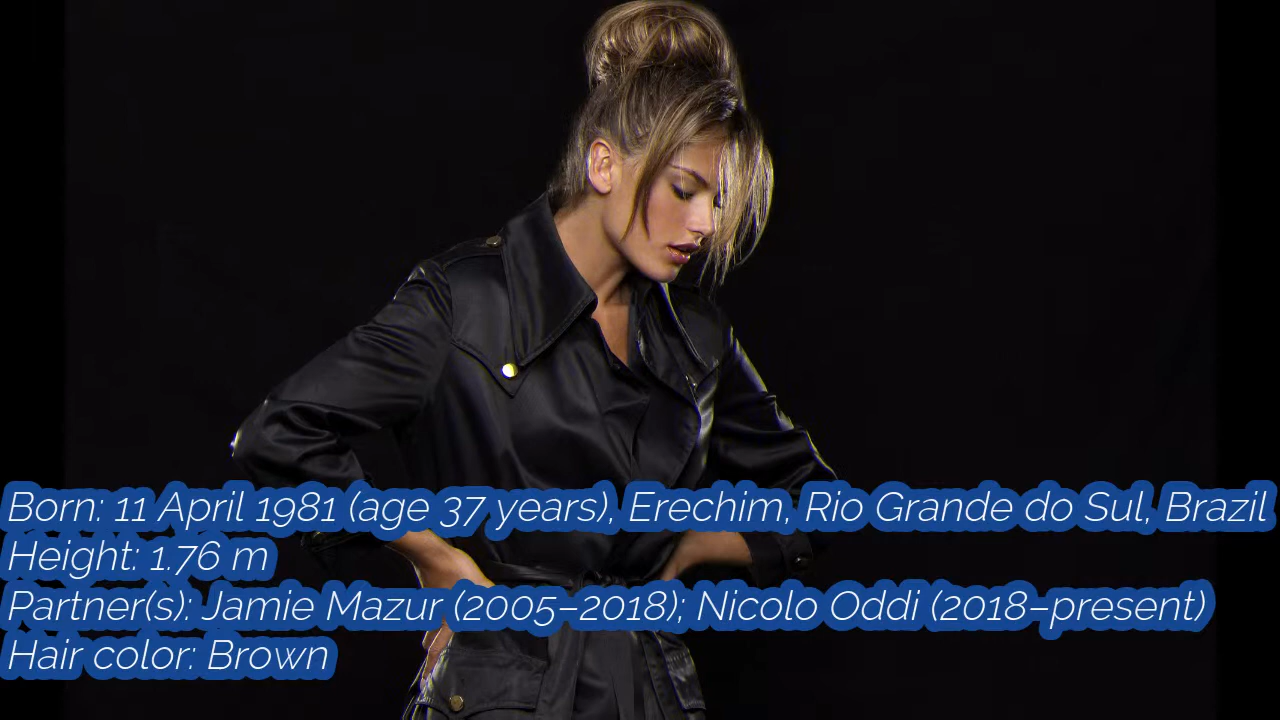 Born: 11 April 1981 (age 37 years), Erechim, Rio Grande do Sul, Brazil
Height: 1.76 m
Partner(s): Jamie Mazur (2005–2018); Nicolo Oddi (2018–present)
Hair color: Brown